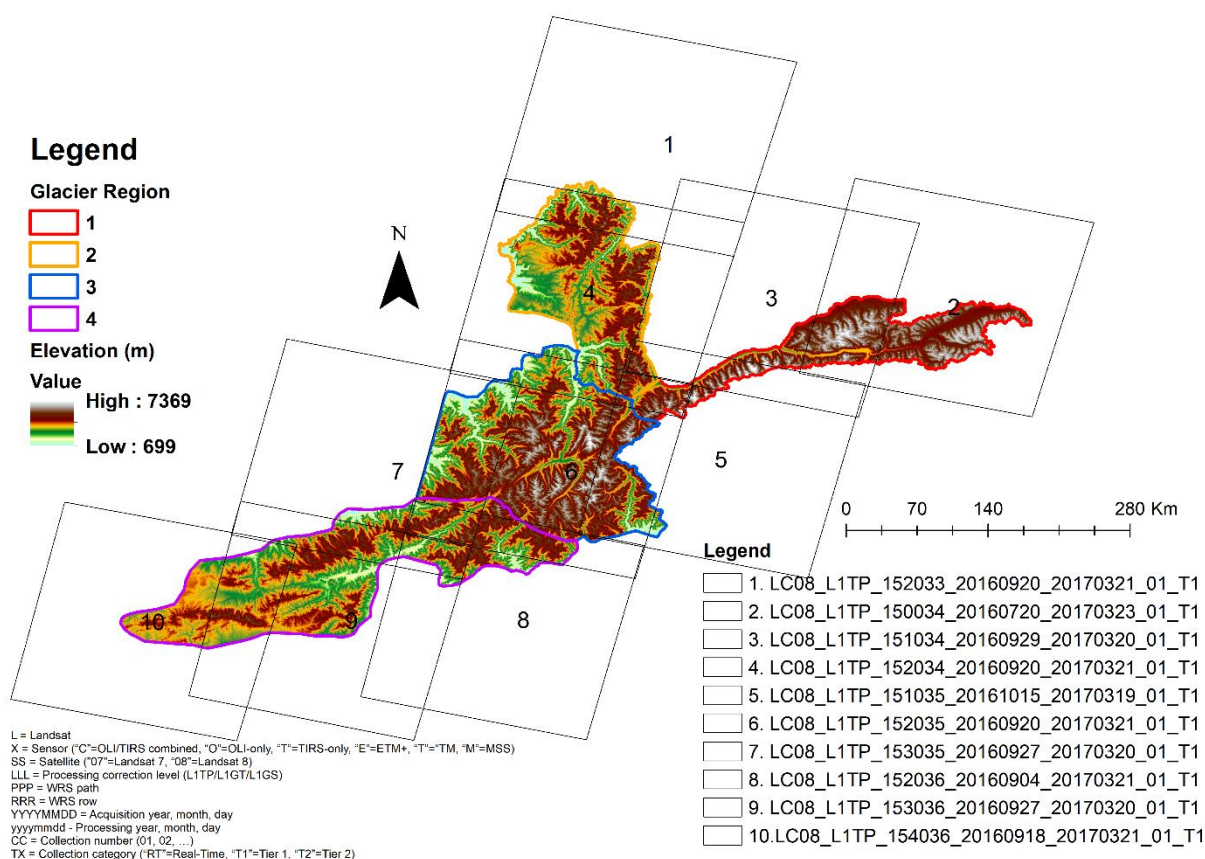 1
Legend
Glacier Region
1
2
3
4
N
4
3
2
Elevation (m)
Value
High : 7369
Low : 699
7
6
5
0 70 140 280 Km
10
9
8
Legend
1. LC08_L1TP_152033_20160920_20170321_01_T1
2. LC08_L1TP_150034_20160720_20170323_01_T1
3. LC08_L1TP_151034_20160929_20170320_01_T1
4. LC08_L1TP_152034_20160920_20170321_01_T1
5. LC08_L1TP_151035_20161015_20170319_01_T1
6. LC08_L1TP_152035_20160920_20170321_01_T1
7. LC08_L1TP_153035_20160927_20170320_01_T1
8. LC08_L1TP_152036_20160904_20170321_01_T1
9. LC08_L1TP_153036_20160927_20170320_01_T1
10.LC08_L1TP_154036_20160918_20170321_01_T1
L = Landsat
X = Sensor (“C”=OLI/TIRS combined, “O”=OLI-only, “T”=TIRS-only, “E”=ETM+, “T”=“TM, “M”=MSS)
SS = Satellite (”07”=Landsat 7, “08”=Landsat 8)
LLL = Processing correction level (L1TP/L1GT/L1GS)
PPP = WRS path
RRR = WRS row
YYYYMMDD = Acquisition year, month, day
yyyymmdd - Processing year, month, day
CC = Collection number (01, 02, ...)
TX = Collection category (“RT”=Real-Time, “T1”=Tier 1, “T2”=Tier 2)